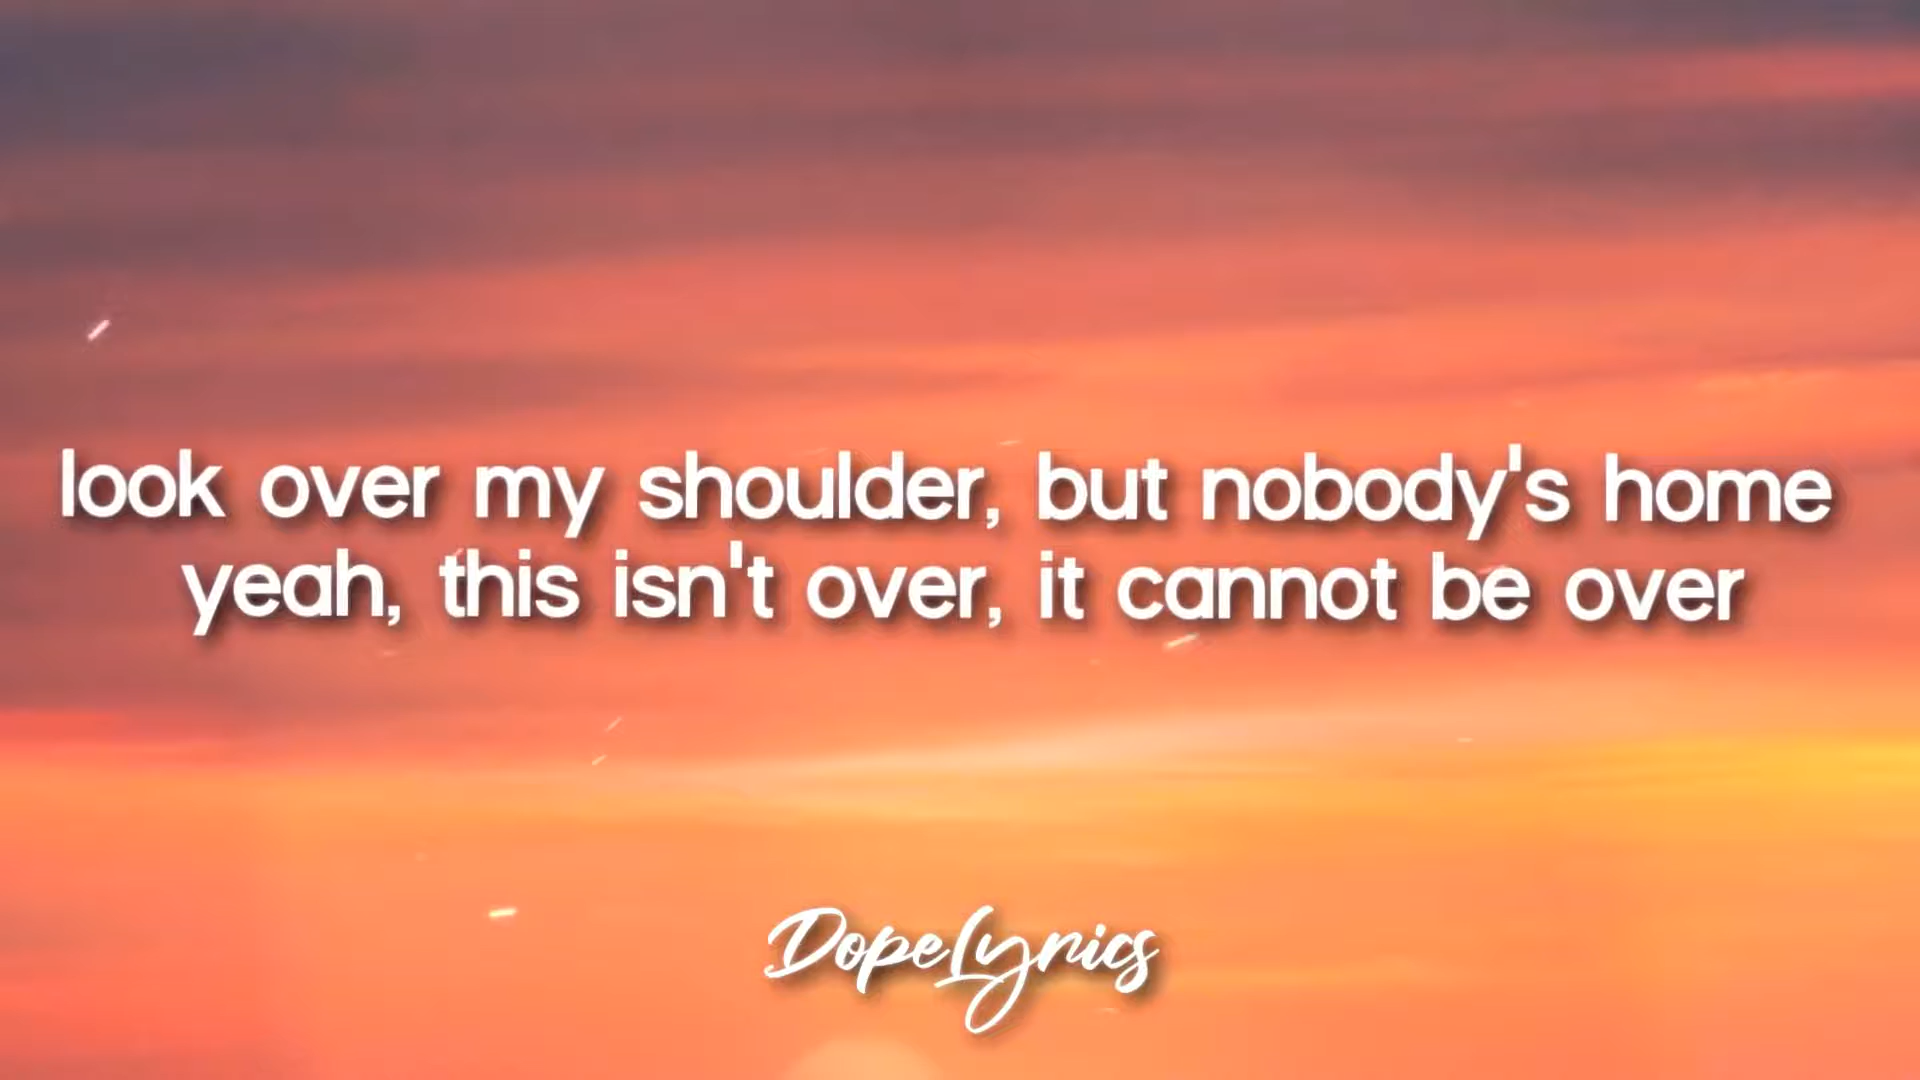 look over my shoulder, but nobody's home
yeah, this isn't over, it cannot be over
DopeLyrics